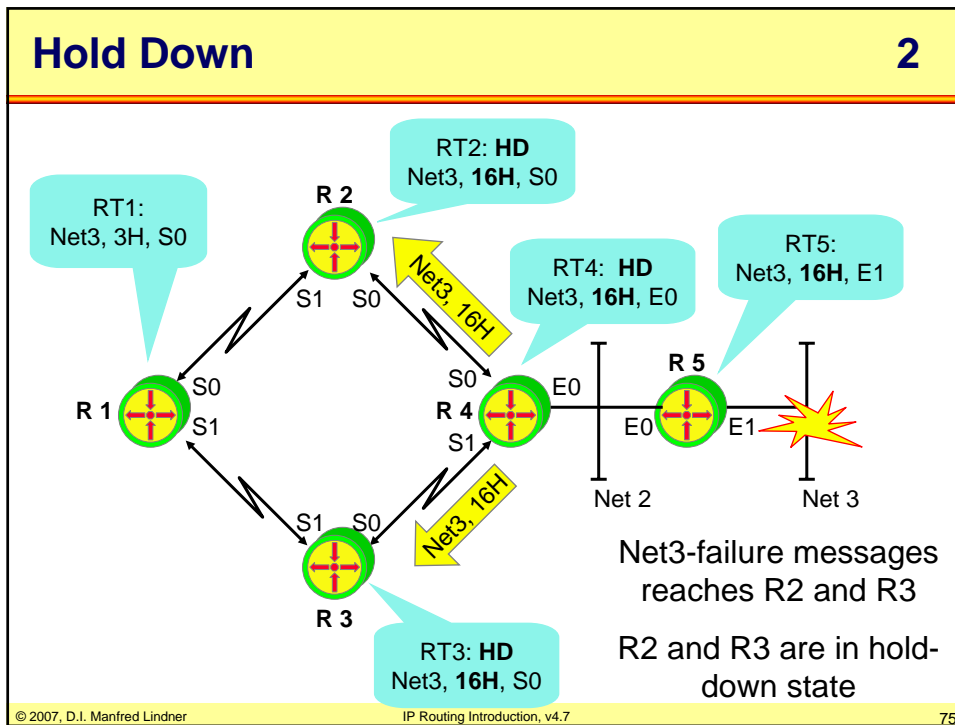 Hold Down 2
RT2: HD
Net3, 16H, S0
R 2
RT1:
Net3, 3H, S0
RT4: HD
Net3, 16H, E0
RT5:
Net3, 16H, E1
Net3, 16H
S1
S0
S0
R 1
S1
S0
R 4
S1
E0
R 5
E0
E1
Net 2
Net 3
Net3, 16H
S1
S0
R 3
RT3: HD
Net3, 16H, S0
Net3-failure messages
reaches R2 and R3
R2 and R3 are in hold-
down state
© 2007, D.I. Manfred Lindner IP Routing Introduction, v4.7 75